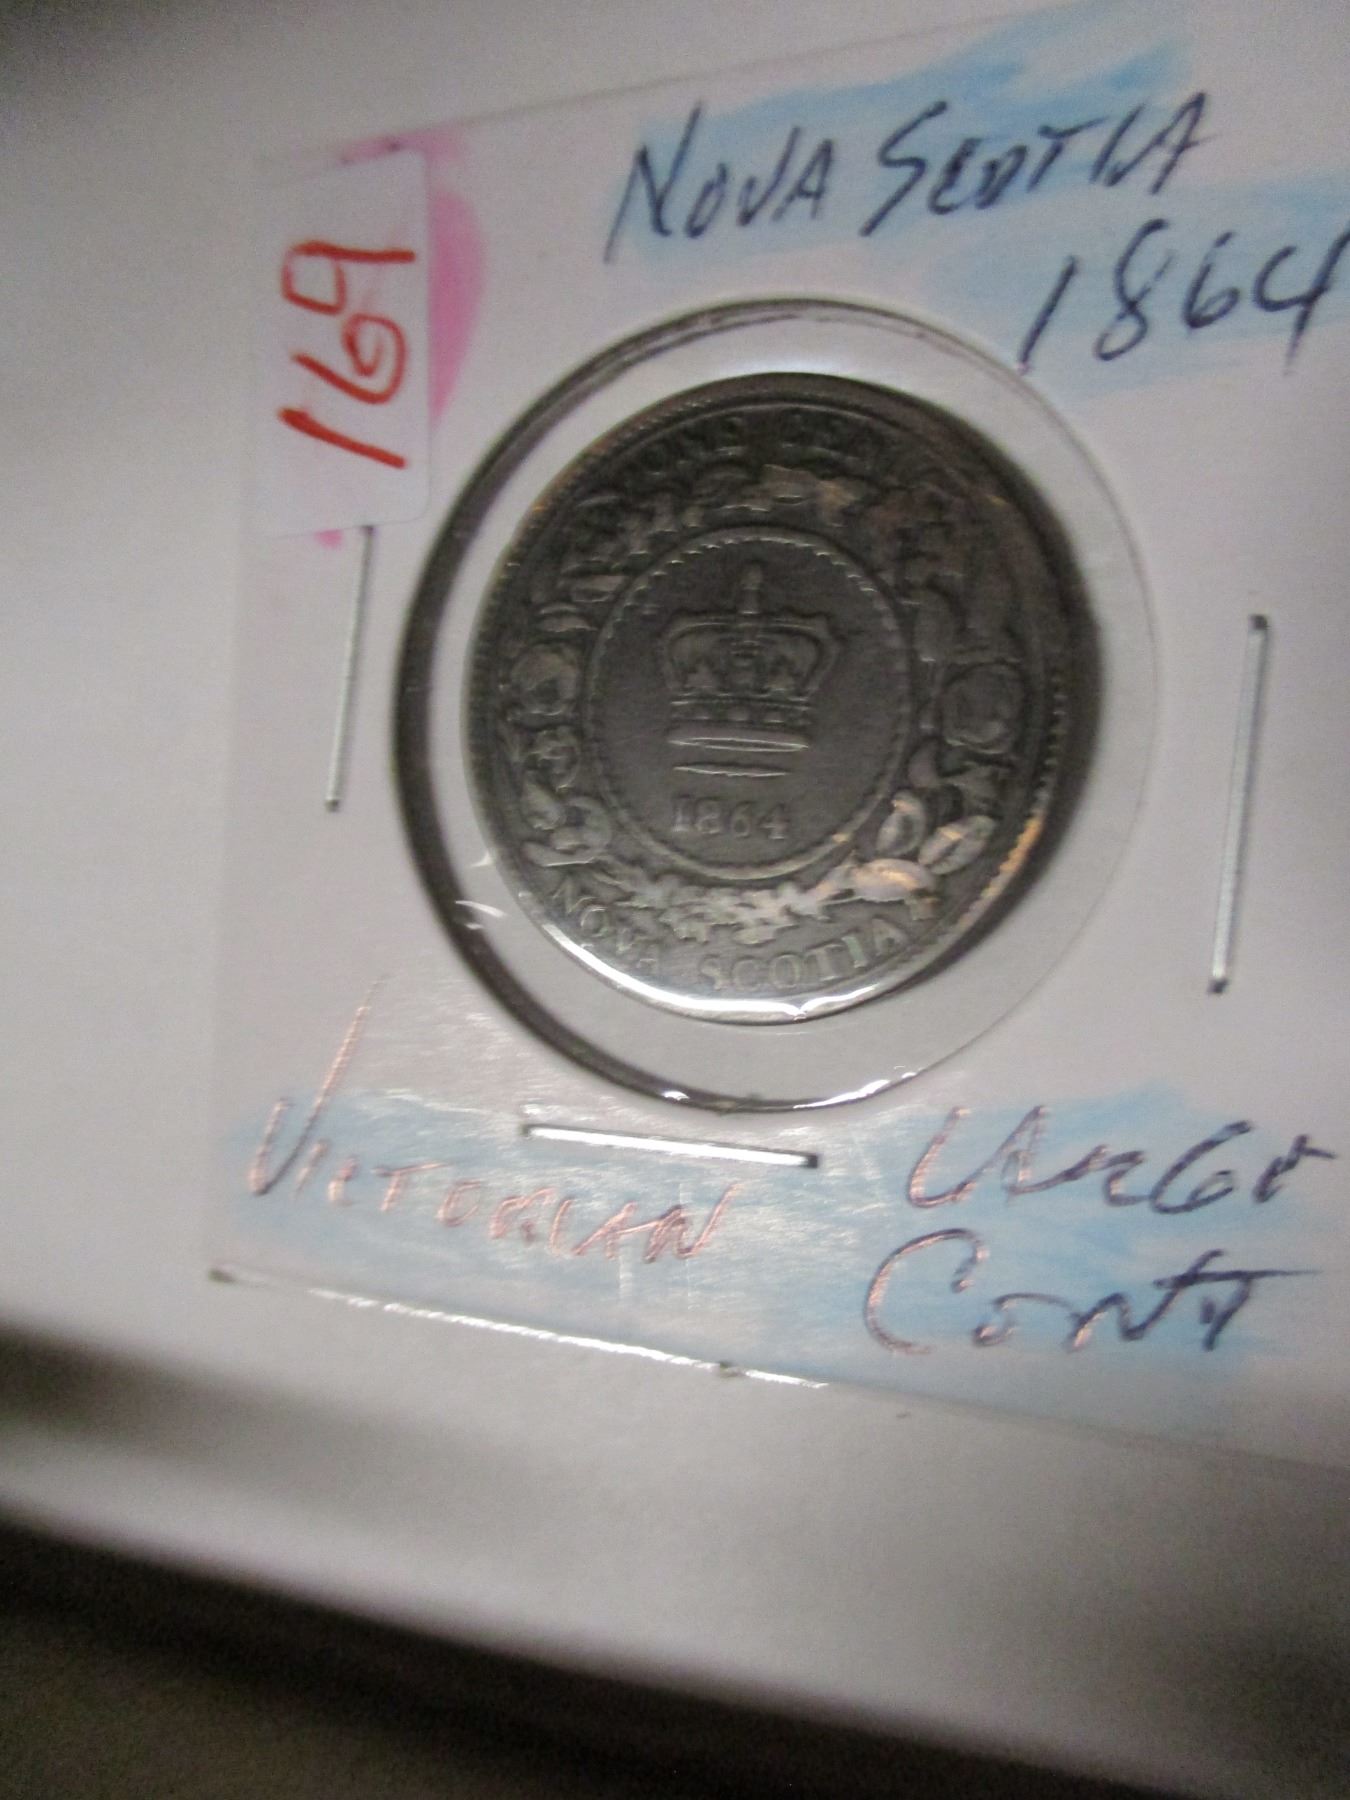 NOVA SCOTIA
1864
169
ONE CENT
1864
NOVA SCOTIA
VICTORIAN
LARGE
CENT